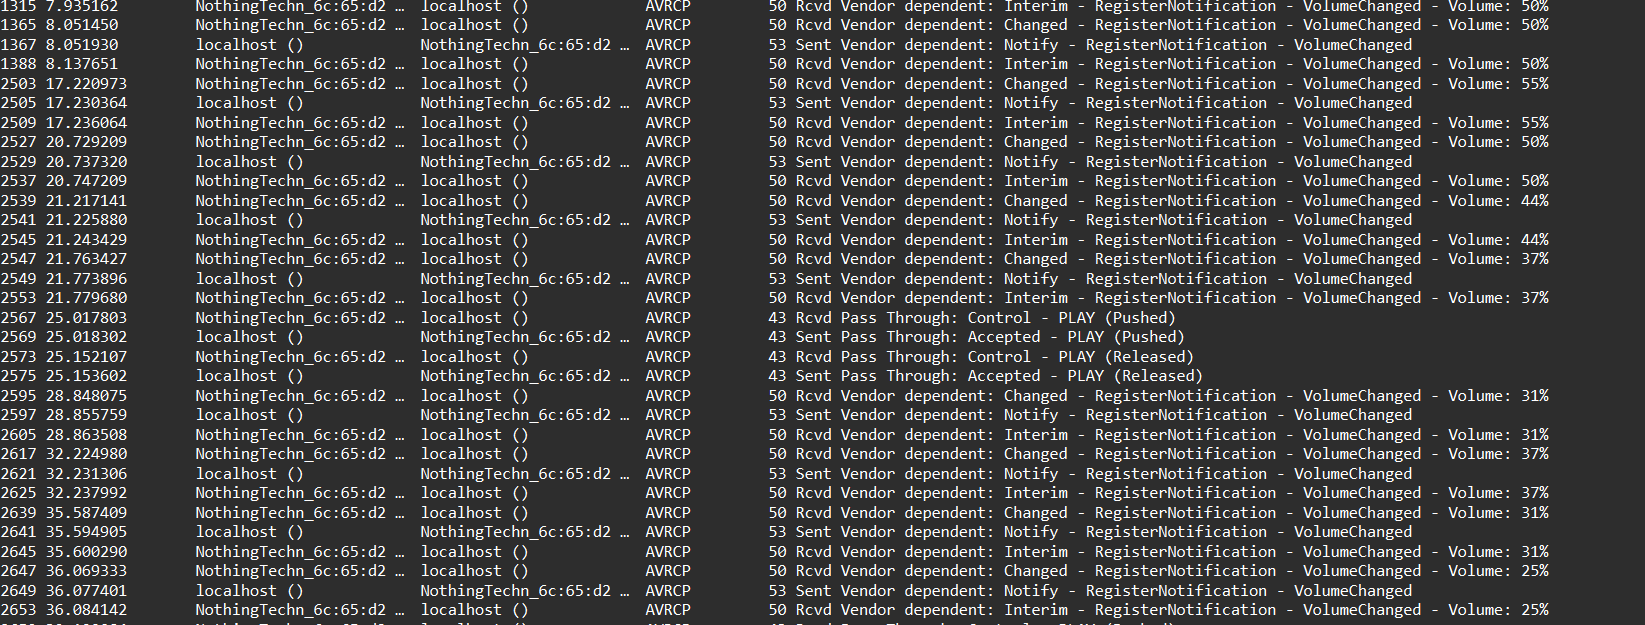 1315 7.935162 NothingTechn_6c:65:d2 … localhost () AVRCP 50 Rcvd Vendor dependent: Interim - RegisterNotification - VolumeChanged - Volume: 50%
1365 8.051450 NothingTechn_6c:65:d2 … localhost () AVRCP 50 Rcvd Vendor dependent: Changed - RegisterNotification - VolumeChanged - Volume: 50%
1367 8.051930 localhost () NothingTechn_6c:65:d2 … AVRCP 53 Sent Vendor dependent: Notify - RegisterNotification - VolumeChanged
1388 8.137651 NothingTechn_6c:65:d2 … localhost () AVRCP 50 Rcvd Vendor dependent: Interim - RegisterNotification - VolumeChanged - Volume: 50%
2503 17.220973 NothingTechn_6c:65:d2 … localhost () AVRCP 50 Rcvd Vendor dependent: Changed - RegisterNotification - VolumeChanged - Volume: 55%
2505 17.230364 localhost () NothingTechn_6c:65:d2 … AVRCP 53 Sent Vendor dependent: Notify - RegisterNotification - VolumeChanged
2509 17.236064 NothingTechn_6c:65:d2 … localhost () AVRCP 50 Rcvd Vendor dependent: Interim - RegisterNotification - VolumeChanged - Volume: 55%
2527 20.729209 NothingTechn_6c:65:d2 … localhost () AVRCP 50 Rcvd Vendor dependent: Changed - RegisterNotification - VolumeChanged - Volume: 50%
2529 20.737320 localhost () NothingTechn_6c:65:d2 … AVRCP 53 Sent Vendor dependent: Notify - RegisterNotification - VolumeChanged
2537 20.747209 NothingTechn_6c:65:d2 … localhost () AVRCP 50 Rcvd Vendor dependent: Interim - RegisterNotification - VolumeChanged - Volume: 50%
2539 21.217141 NothingTechn_6c:65:d2 … localhost () AVRCP 50 Rcvd Vendor dependent: Changed - RegisterNotification - VolumeChanged - Volume: 44%
2541 21.225880 localhost () NothingTechn_6c:65:d2 … AVRCP 53 Sent Vendor dependent: Notify - RegisterNotification - VolumeChanged
2545 21.243429 NothingTechn_6c:65:d2 … localhost () AVRCP 50 Rcvd Vendor dependent: Interim - RegisterNotification - VolumeChanged - Volume: 44%
2547 21.763427 NothingTechn_6c:65:d2 … localhost () AVRCP 50 Rcvd Vendor dependent: Changed - RegisterNotification - VolumeChanged - Volume: 37%
2549 21.773896 localhost () NothingTechn_6c:65:d2 … AVRCP 53 Sent Vendor dependent: Notify - RegisterNotification - VolumeChanged
2553 21.779680 NothingTechn_6c:65:d2 … localhost () AVRCP 50 Rcvd Vendor dependent: Interim - RegisterNotification - VolumeChanged - Volume: 37%
2567 25.017803 NothingTechn_6c:65:d2 … localhost () AVRCP 43 Rcvd Pass Through: Control - PLAY (Pushed)
2569 25.018302 localhost () NothingTechn_6c:65:d2 … AVRCP 43 Sent Pass Through: Accepted - PLAY (Pushed)
2573 25.152107 NothingTechn_6c:65:d2 … localhost () AVRCP 43 Rcvd Pass Through: Control - PLAY (Released)
2575 25.153602 localhost () NothingTechn_6c:65:d2 … AVRCP 43 Sent Pass Through: Accepted - PLAY (Released)
2595 28.848075 NothingTechn_6c:65:d2 … localhost () AVRCP 50 Rcvd Vendor dependent: Changed - RegisterNotification - VolumeChanged - Volume: 31%
2597 28.855759 localhost () NothingTechn_6c:65:d2 … AVRCP 53 Sent Vendor dependent: Notify - RegisterNotification - VolumeChanged
2605 28.863508 NothingTechn_6c:65:d2 … localhost () AVRCP 50 Rcvd Vendor dependent: Interim - RegisterNotification - VolumeChanged - Volume: 31%
2617 32.224980 NothingTechn_6c:65:d2 … localhost () AVRCP 50 Rcvd Vendor dependent: Changed - RegisterNotification - VolumeChanged - Volume: 37%
2621 32.231306 localhost () NothingTechn_6c:65:d2 … AVRCP 53 Sent Vendor dependent: Notify - RegisterNotification - VolumeChanged
2625 32.237992 NothingTechn_6c:65:d2 … localhost () AVRCP 50 Rcvd Vendor dependent: Interim - RegisterNotification - VolumeChanged - Volume: 37%
2639 35.587409 NothingTechn_6c:65:d2 … localhost () AVRCP 50 Rcvd Vendor dependent: Changed - RegisterNotification - VolumeChanged - Volume: 31%
2641 35.594905 localhost () NothingTechn_6c:65:d2 … AVRCP 53 Sent Vendor dependent: Notify - RegisterNotification - VolumeChanged
2645 35.600290 NothingTechn_6c:65:d2 … localhost () AVRCP 50 Rcvd Vendor dependent: Interim - RegisterNotification - VolumeChanged - Volume: 31%
2647 36.069333 NothingTechn_6c:65:d2 … localhost () AVRCP 50 Rcvd Vendor dependent: Changed - RegisterNotification - VolumeChanged - Volume: 25%
2649 36.077401 localhost () NothingTechn_6c:65:d2 … AVRCP 53 Sent Vendor dependent: Notify - RegisterNotification - VolumeChanged
2653 36.084142 NothingTechn_6c:65:d2 … localhost () AVRCP 50 Rcvd Vendor dependent: Interim - RegisterNotification - VolumeChanged - Volume: 25%